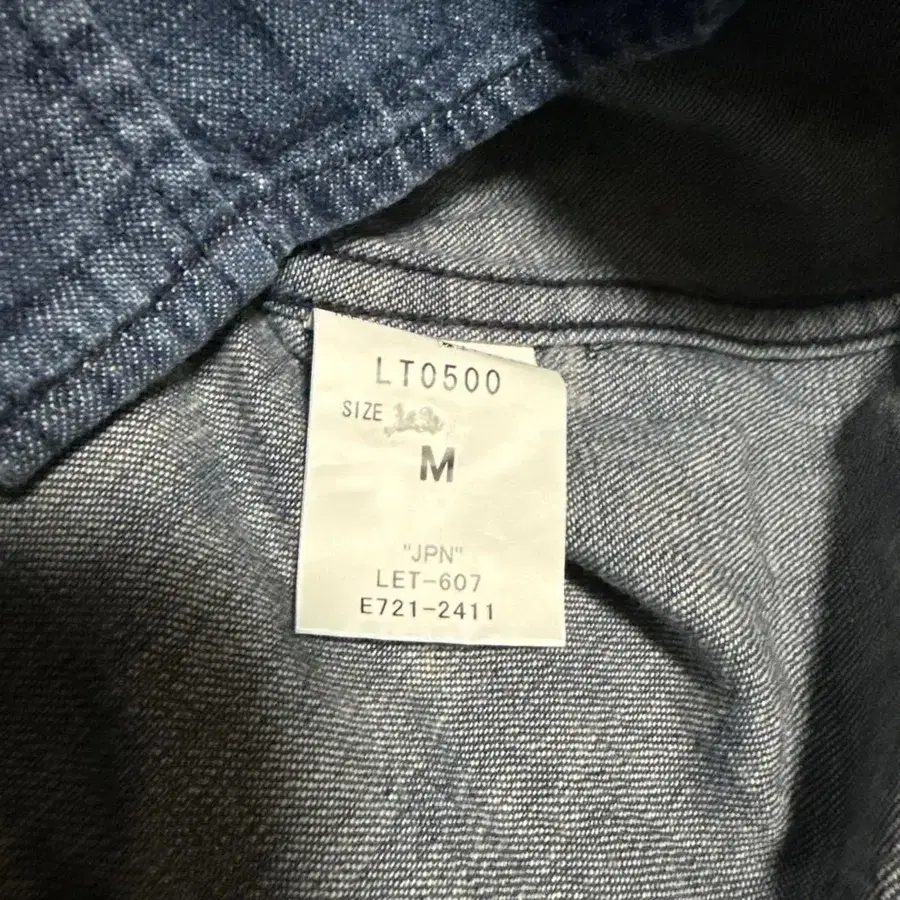 LT0500
SIZE
M
"JPN"
LET-607
E721-2411